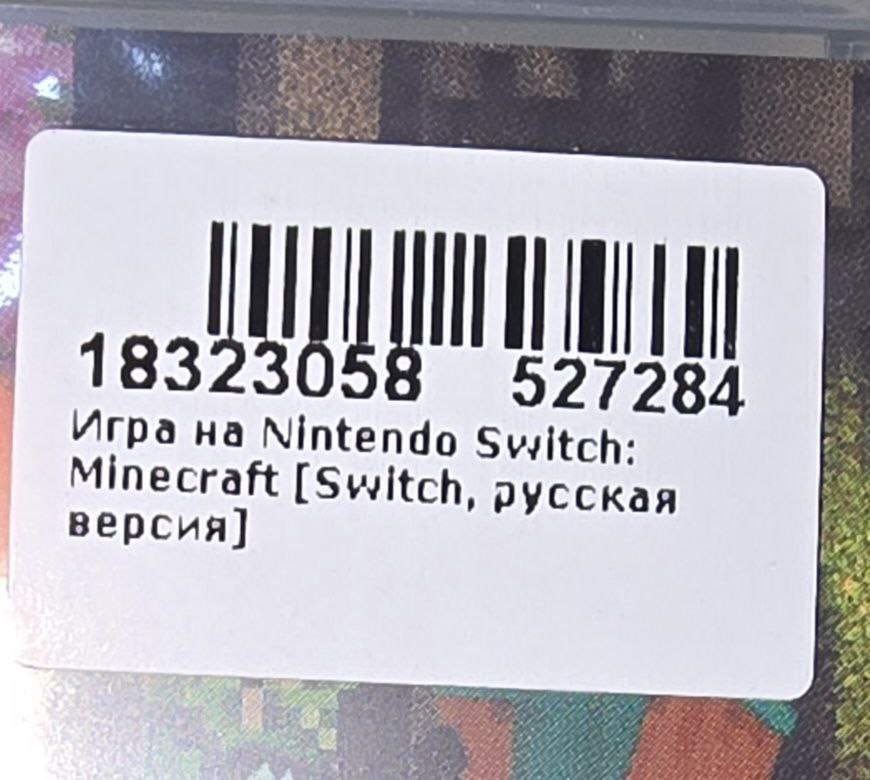 18323058 527284
Игра на Nintendo Switch:
Minecraft [Switch, русская
версия]